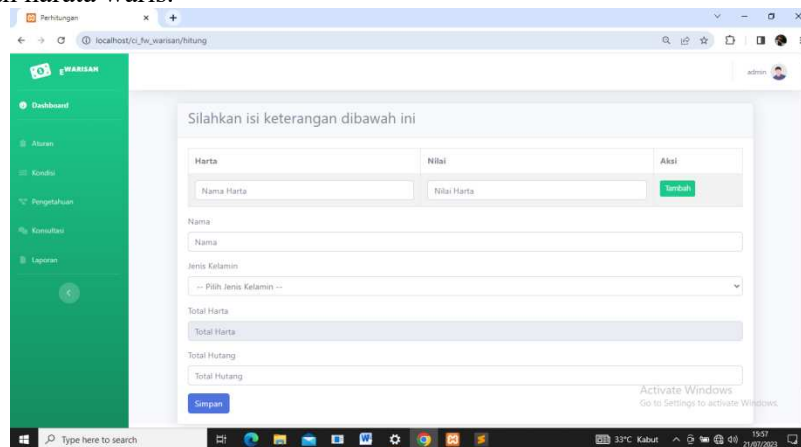 Perhitungan
localhost/ci_fw_warisan/hitung
EWARISAN
admin
Dashboard
Aturan
Kondisi
Pengetahuan
Konsultasi
Laporan
Silahkan isi keterangan dibawah ini
Harta Nilai Aksi
Nama Harta Nilai Harta Tambah
Nama
Nama
Jenis Kelamin
-- Pilih Jenis Kelamin --
Total Harta
Total Harta
Total Hutang
Total Hutang
Simpan
Activate Windows
Go to Settings to activate Windows.
Type here to search
33°C Kabut
15:57
21/07/2023